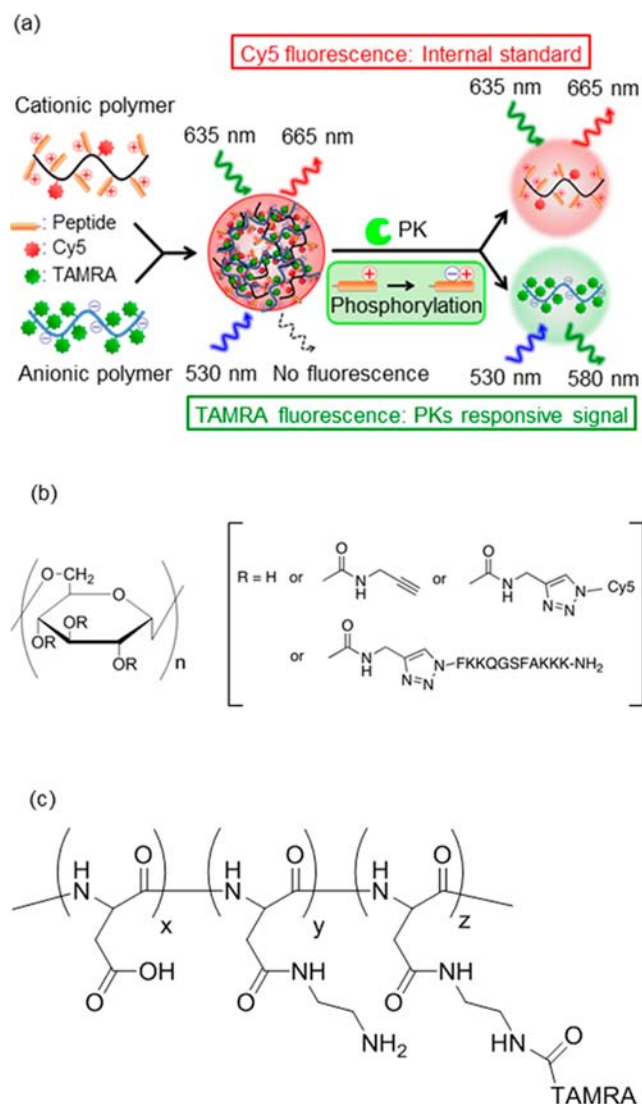 (a)
Cy5 fluorescence: Internal standard
635 nm
665 nm
Cationic polymer
635 nm
665 nm
: Peptide
: Cy5
: TAMRA
PK
Phosphorylation
Anionic polymer
530 nm
No fluorescence
530 nm
580 nm
TAMRA fluorescence: PKs responsive signal
(b)
O-CH2
O
O
OR
RO
OR
n
R = H or
O
N
H
or
O
N
H
N
N=N
Cy5
or
O
N
H
N
N=N
FKKQGSFAKKK-NH2
(c)
H
N
O
x
O
OH
H
N
O
y
O
NH
NH2
H
N
O
z
O
NH
HN
O
TAMRA